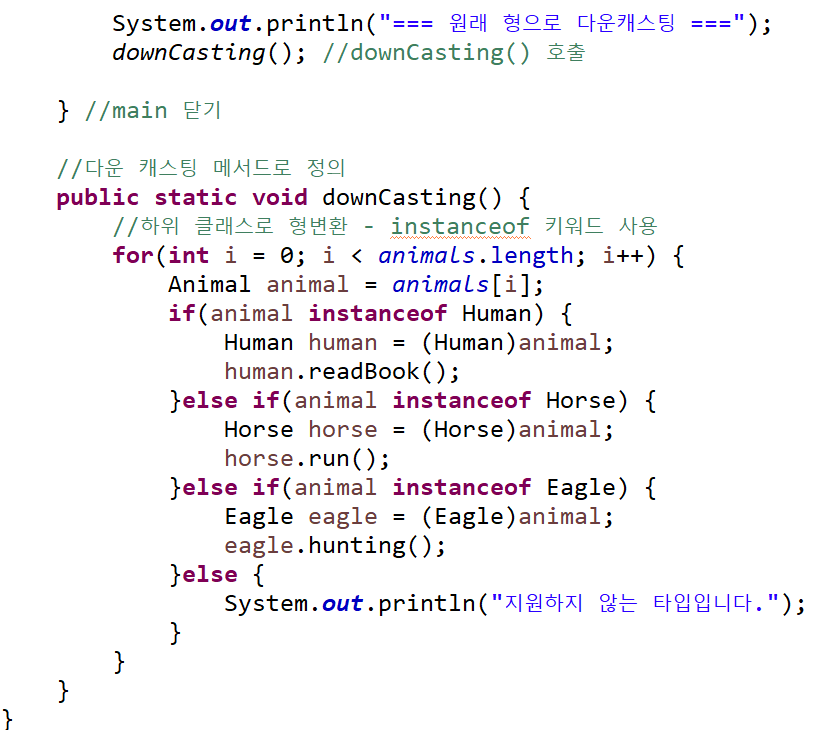 System.out.println("=== 원래 형으로 다운캐스팅 ===");
downCasting(); //downCasting() 호출
} //main 닫기
//다운 캐스팅 메서드로 정의
public static void downCasting() {
//하위 클래스로 형변환 - instanceof 키워드 사용
for(int i = 0; i < animals.length; i++) {
Animal animal = animals[i];
if(animal instanceof Human) {
Human human = (Human)animal;
human.readBook();
}else if(animal instanceof Horse) {
Horse horse = (Horse)animal;
horse.run();
}else if(animal instanceof Eagle) {
Eagle eagle = (Eagle)animal;
eagle.hunting();
}else {
System.out.println("지원하지 않는 타입입니다.");
}
}
}
}